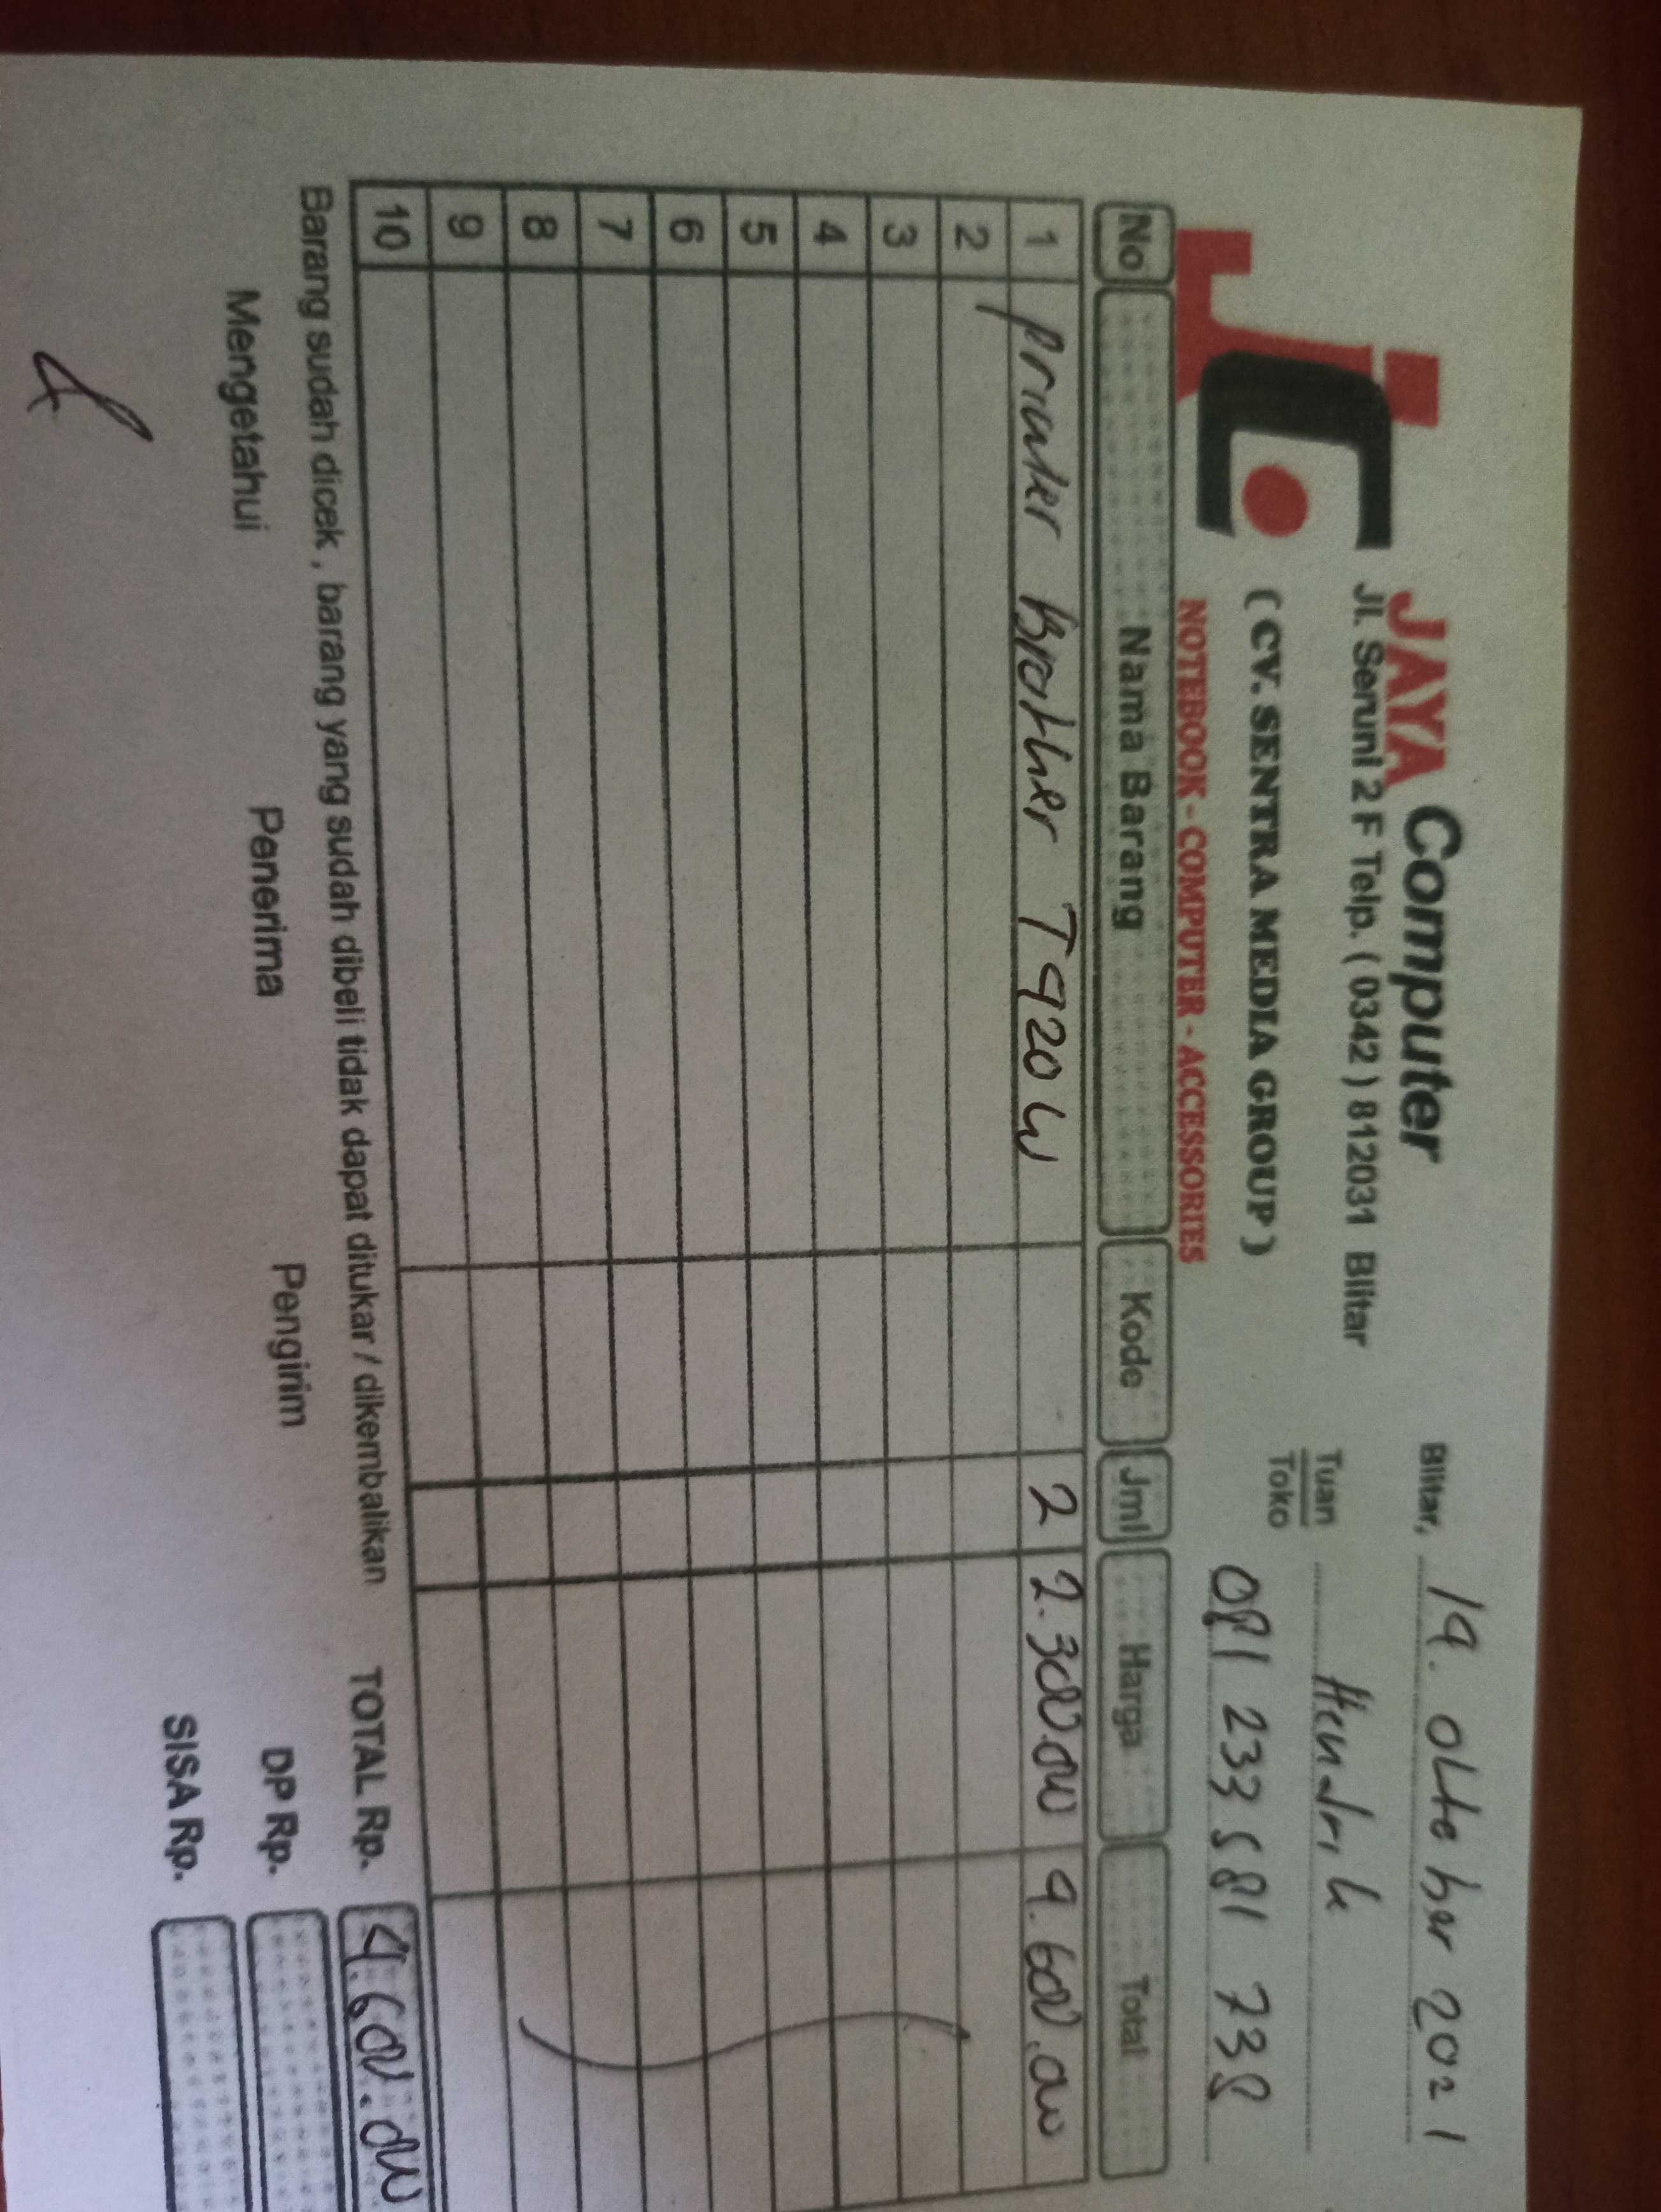 JAYA Computer
Jl. Seruni 2 F Telp. ( 0342 ) 812031 Blitar
( CV. SENTRA MEDIA GROUP )
NOTEBOOK - COMPUTER - ACCESSORIES
Blitar, 19. Oktober 2021
Tuan Hendrik
Toko
081 233 581 738
No Nama Barang Kode Jml Harga Total
1 Printer Brother T920W 2 2.300.000 4.600.000
2
3
4
5
6
7
8
9
10
Barang sudah dicek , barang yang sudah dibeli tidak dapat ditukar / dikembalikan
TOTAL Rp. 4.600.000
Mengetahui Penerima Pengirim
DP Rp.
SISA Rp.